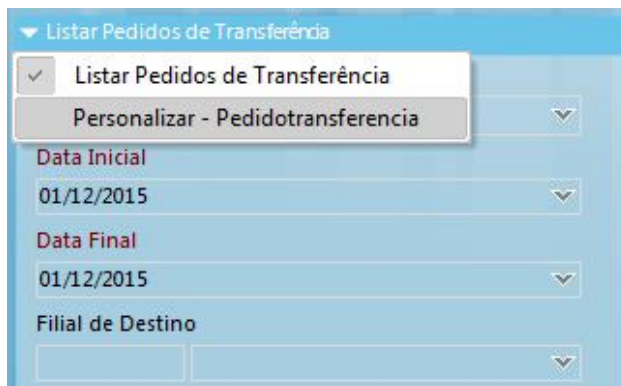 Listar Pedidos de Transferência
Listar Pedidos de Transferência
Personalizar - Pedidotransferencia
Data Inicial
01/12/2015
Data Final
01/12/2015
Filial de Destino